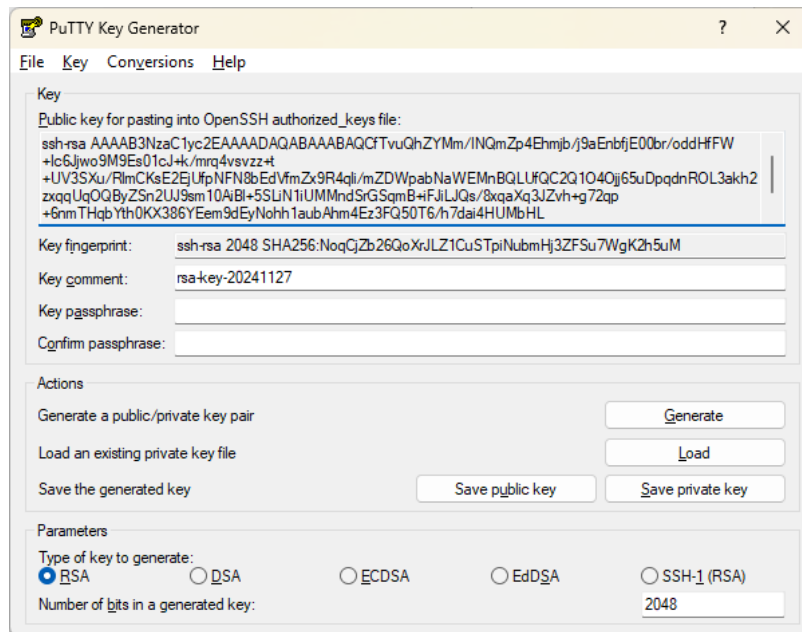 PuTTY Key Generator
?
File Key Conversions Help
Key
Public key for pasting into OpenSSH authorized_keys file:
ssh-rsa AAAAB3NzaC1yc2EAAAADAQABAAABAQCfTvuQhZYMm/INQmZp4Ehmjb/j9aEnbfjE00br/oddHfFW
+Ic6Jjwo9M9Es01cJ+k/mrq4vsvzz+t
+UV3SXu/RlmCKsE2EjUfpNFN8bEdVfmZx9R4qli/mZDWpabNaWEMnBQLUfQC2Q1O4Ojj65uDpqdnROL3akh2
zxqqUqOQByZSn2UJ9sm10AiBl+5SLiN1iUMMndSrGSqmB+iFJiLJQs/8xqaXq3JZvh+g72qp
+6nmTHqbYth0KX386YEem9dEyNohh1aubAhm4Ez3FQ50T6/h7dai4HUMbHL
Key fingerprint: ssh-rsa 2048 SHA256:NoqCjZb26QoXrJLZ1CuSTpiNubmHj3ZFSu7WgK2h5uM
Key comment: rsa-key-20241127
Key passphrase:
Confirm passphrase:
Actions
Generate a public/private key pair Generate
Load an existing private key file Load
Save the generated key Save public key Save private key
Parameters
Type of key to generate:
RSA DSA ECDSA EdDSA SSH-1 (RSA)
Number of bits in a generated key: 2048